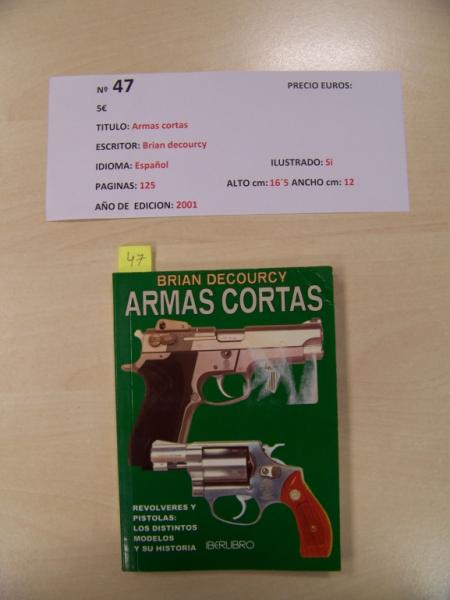 Nº 47 PRECIO EUROS:
5€
TITULO: Armas cortas
ESCRITOR: Brian decourcy
IDIOMA: Español ILUSTRADO: Si
PAGINAS: 125 ALTO cm: 16´5 ANCHO cm: 12
AÑO DE EDICION: 2001
47
BRIAN DECOURCY
ARMAS CORTAS
REVOLVERES Y
PISTOLAS:
LOS DISTINTOS
MODELOS
Y SU HISTORIA
IBERLIBRO